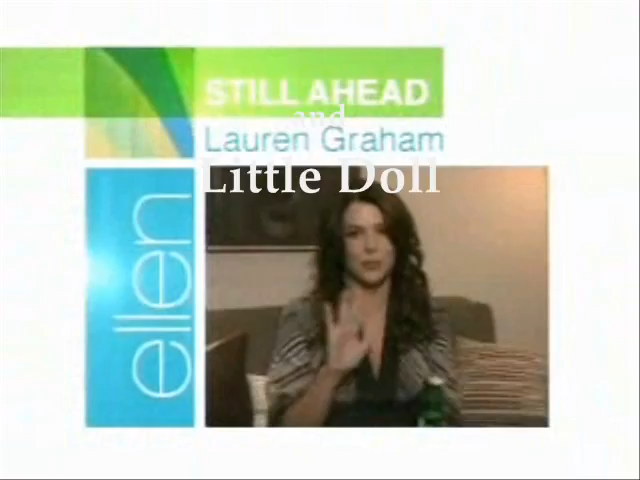 STILL AHEAD
and
Lauren Graham
Little Doll
ellen